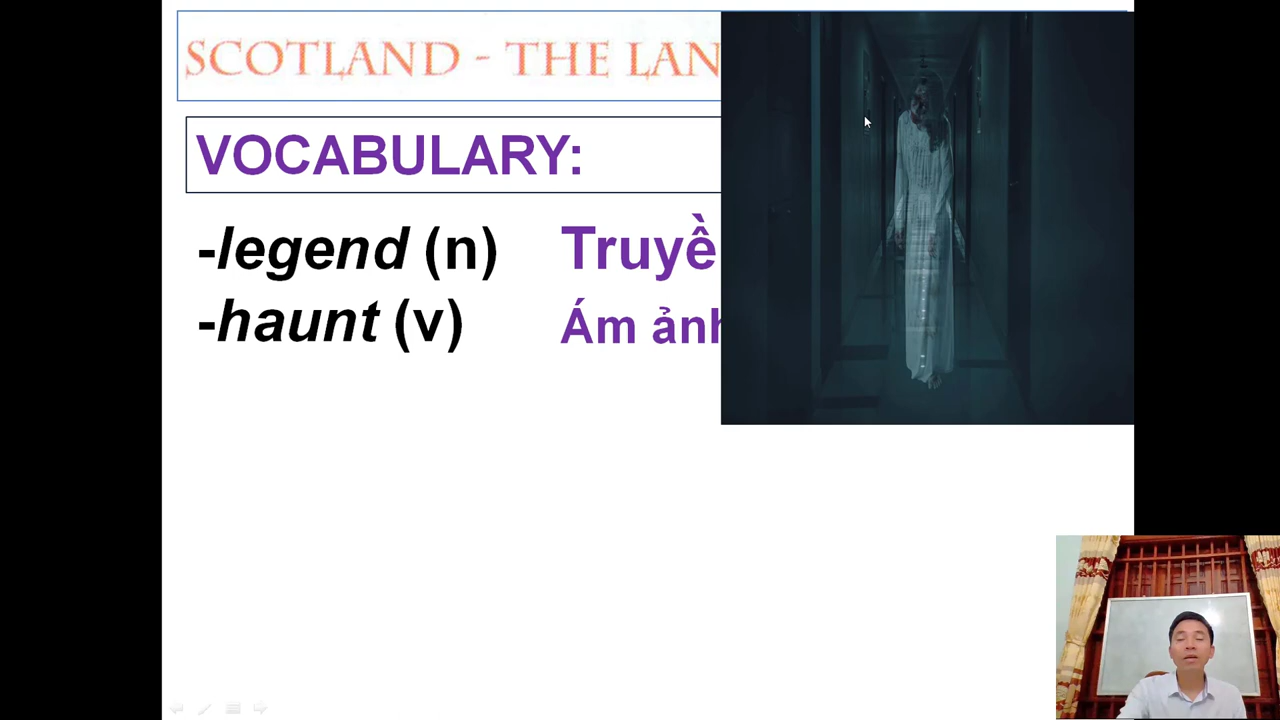 SCOTLAND - THE LAN
VOCABULARY:
-legend (n) Truyề
-haunt (v) Ám ảnh